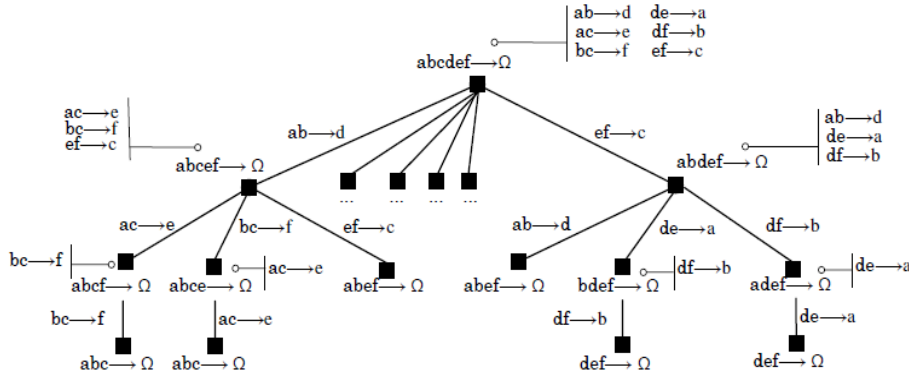 ab→d de→a
ac→e df→b
bc→f ef→c
abcdef→Ω
ac→e
bc→f
ef→c
ab→d
de→a
df→b
ab→d
ef→c
abcef→ Ω
abdef→ Ω
... ... ... ...
ac→e
bc→f
ef→c
ab→d
de→a
df→b
bc→f
ac→e
df→b
de→a
abcf→ Ω
abce→ Ω
abef→ Ω
abef→ Ω
bdef→ Ω
adef→ Ω
bc→f
ac→e
df→b
de→a
abc→ Ω
abc→ Ω
def→ Ω
def→ Ω